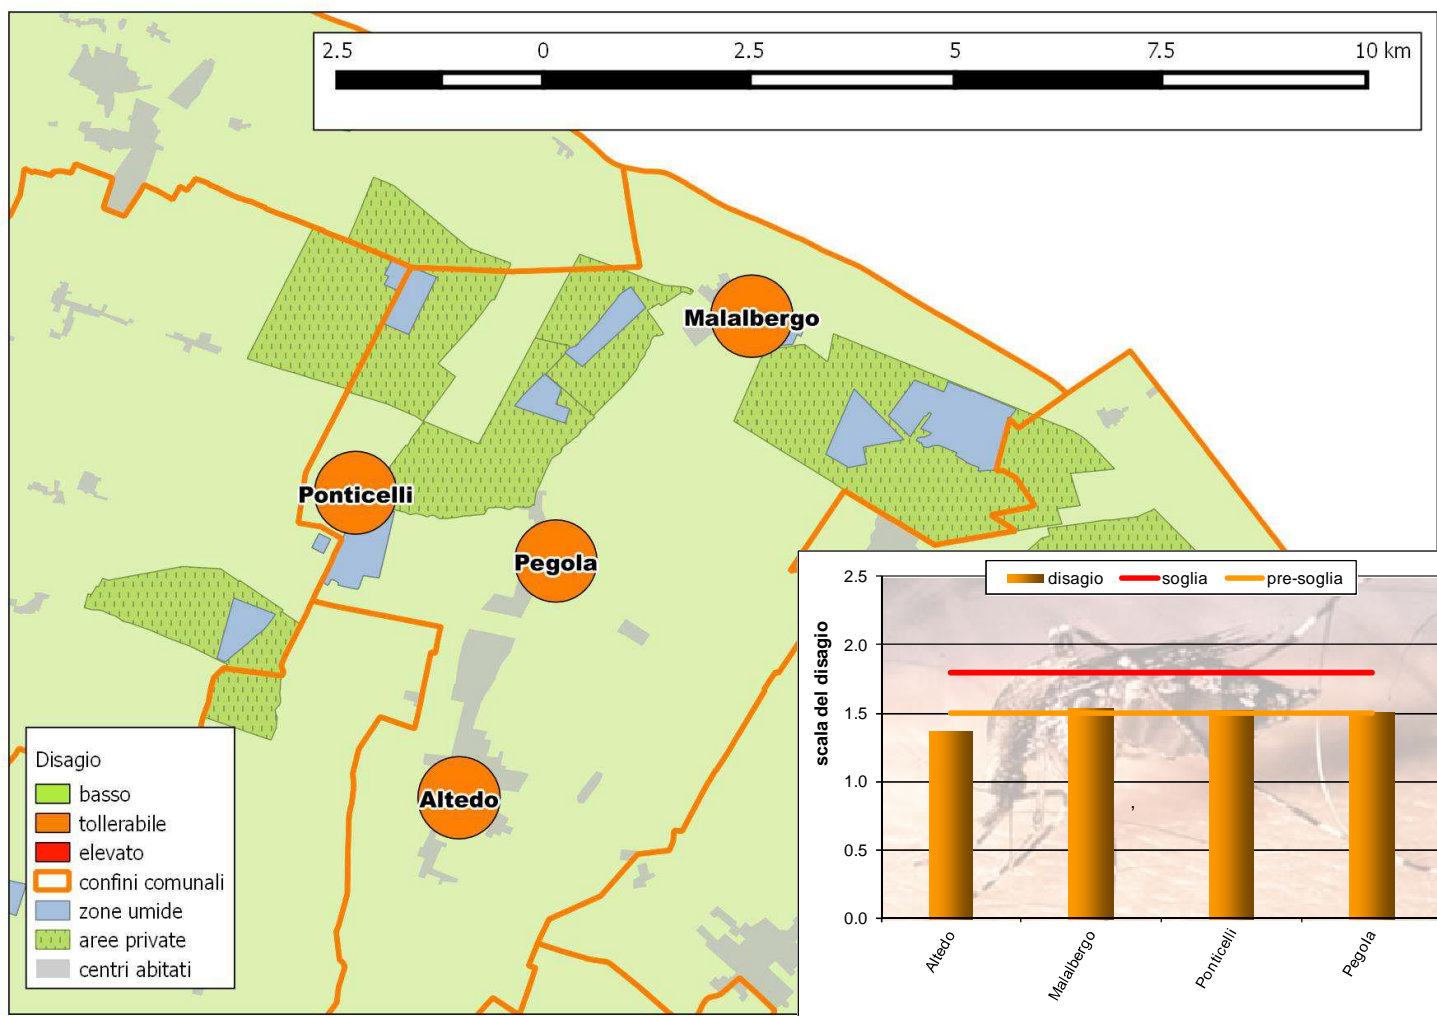 2.5 0 2.5 5 7.5 10 km
Malalbergo
Ponticelli
Pegola
Altedo
Disagio
basso
tollerabile
elevato
confini comunali
zone umide
aree private
centri abitati
disagio soglia pre-soglia
scala del disagio
2.5
2.0
1.5
1.0
0.5
0.0
,
Altedo
Malalbergo
Ponticelli
Pegola